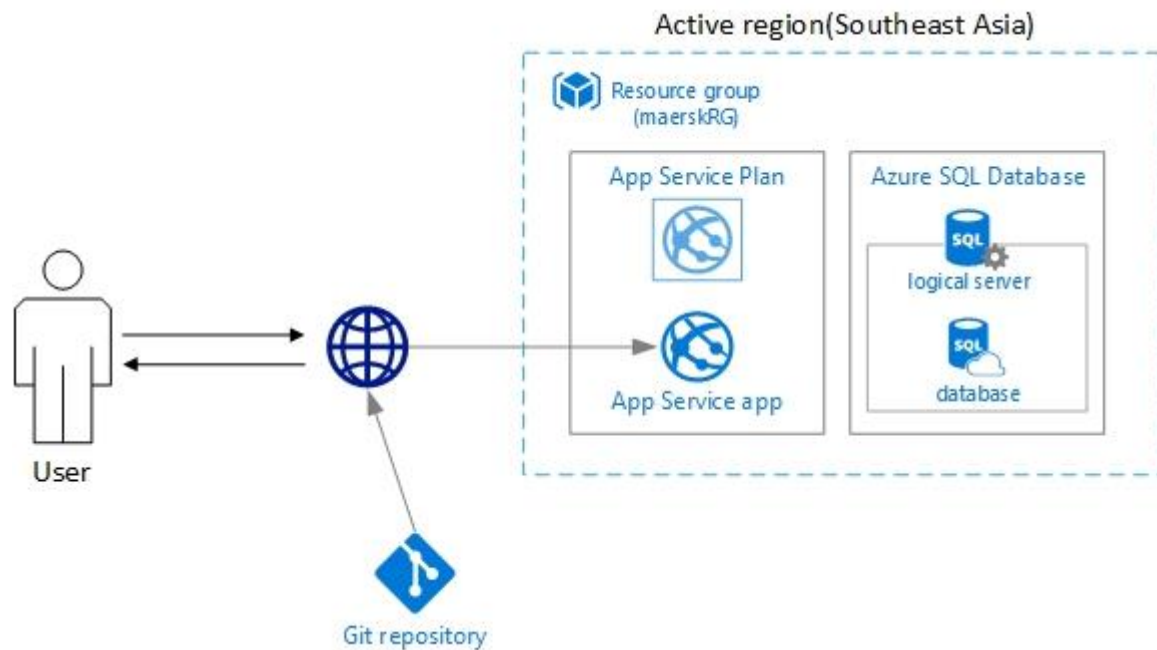 Active region(Southeast Asia)
Resource group
(maerskRG)
App Service Plan
Azure SQL Database
SQL
logical server
SQL
App Service app
database
User
Git repository